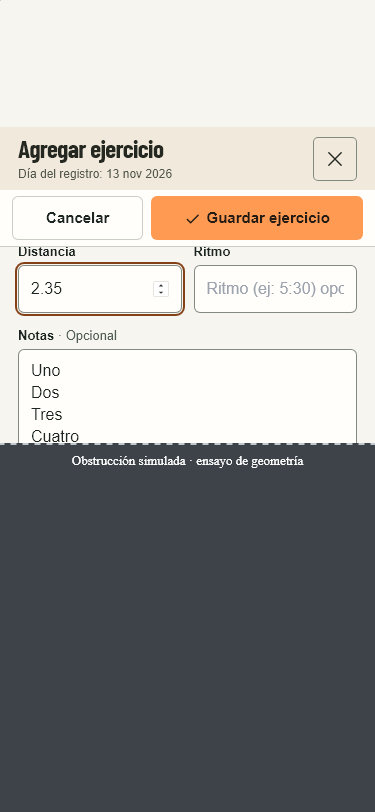 Agregar ejercicio
Día del registro: 13 nov 2026
Cancelar
Guardar ejercicio
Distancia
Ritmo
2.35
Ritmo (ej: 5:30) opc
Notas · Opcional
Uno
Dos
Tres
Cuatro
Obstrucción simulada · ensayo de geometría